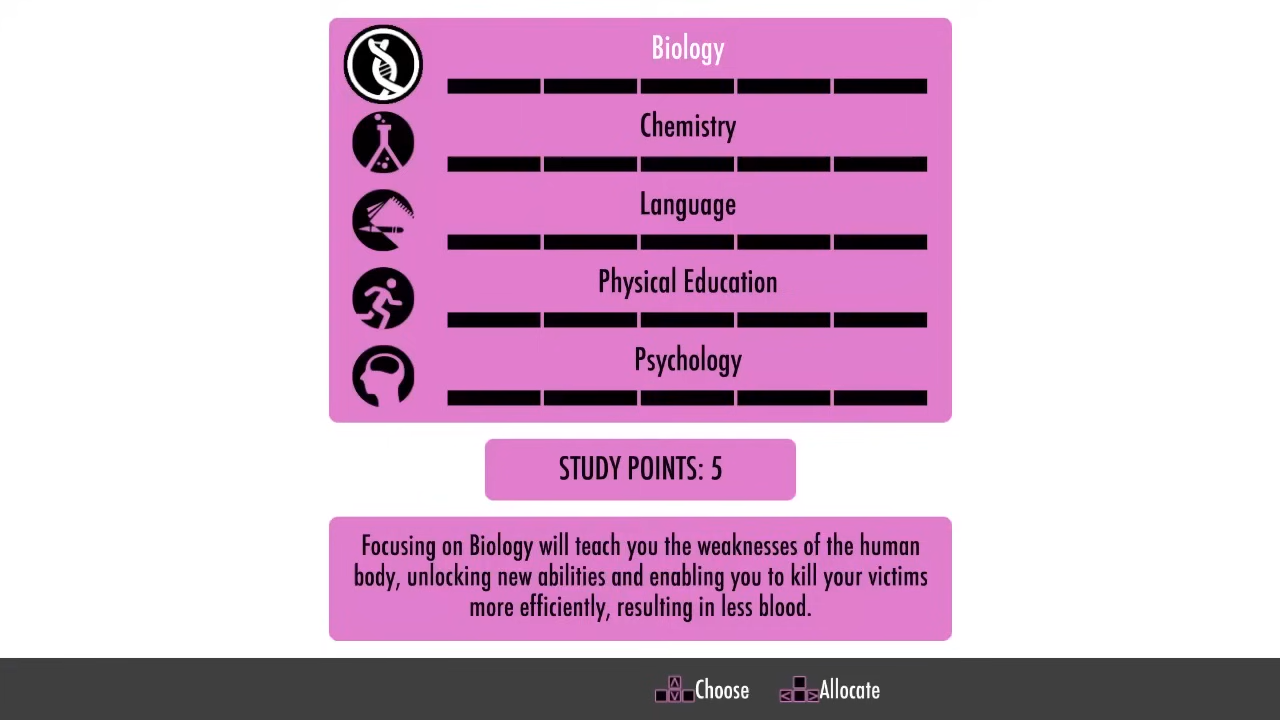 Biology
Chemistry
Language
Physical Education
Psychology
STUDY POINTS: 5
Focusing on Biology will teach you the weaknesses of the human
body, unlocking new abilities and enabling you to kill your victims
more efficiently, resulting in less blood.
Choose Allocate